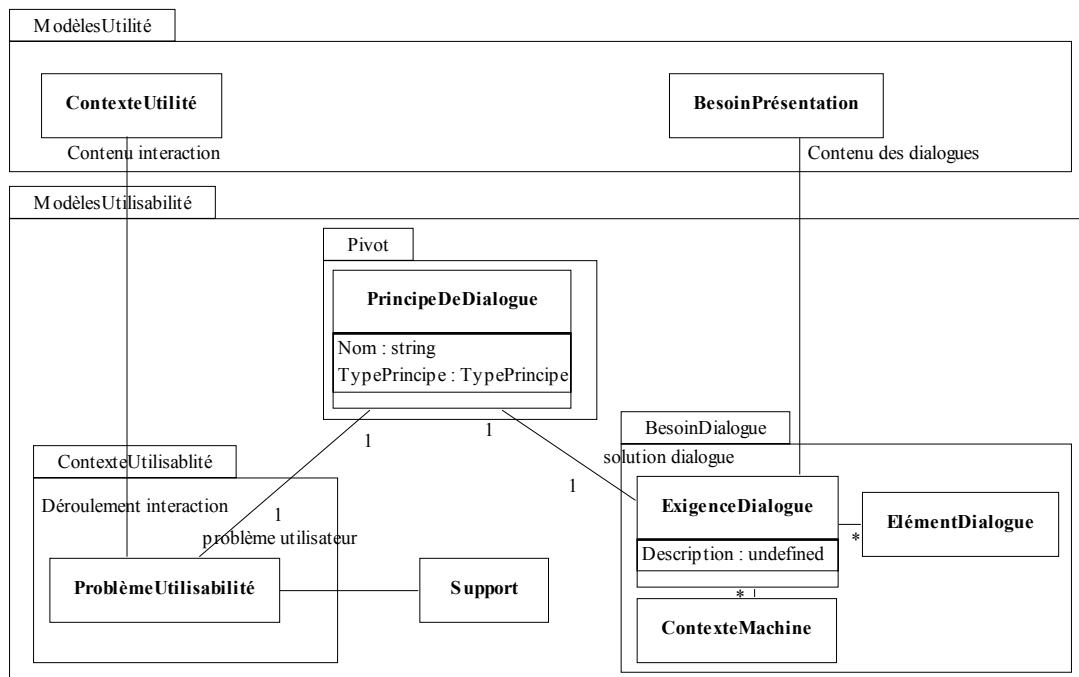 ModèlesUtilité
ContexteUtilité
BesoinPrésentation
Contenu interaction
Contenu des dialogues
ModèlesUtilisabilité
Pivot
PrincipeDeDialogue
Nom : string
TypePrincipe : TypePrincipe
1
1
BesoinDialogue
ContexteUtilisablité
solution dialogue
Déroulement interaction
1
1
problème utilisateur
ExigenceDialogue
ElémentDialogue
*
Description : undefined
ProblèmeUtilisabilité
Support
*
ContexteMachine